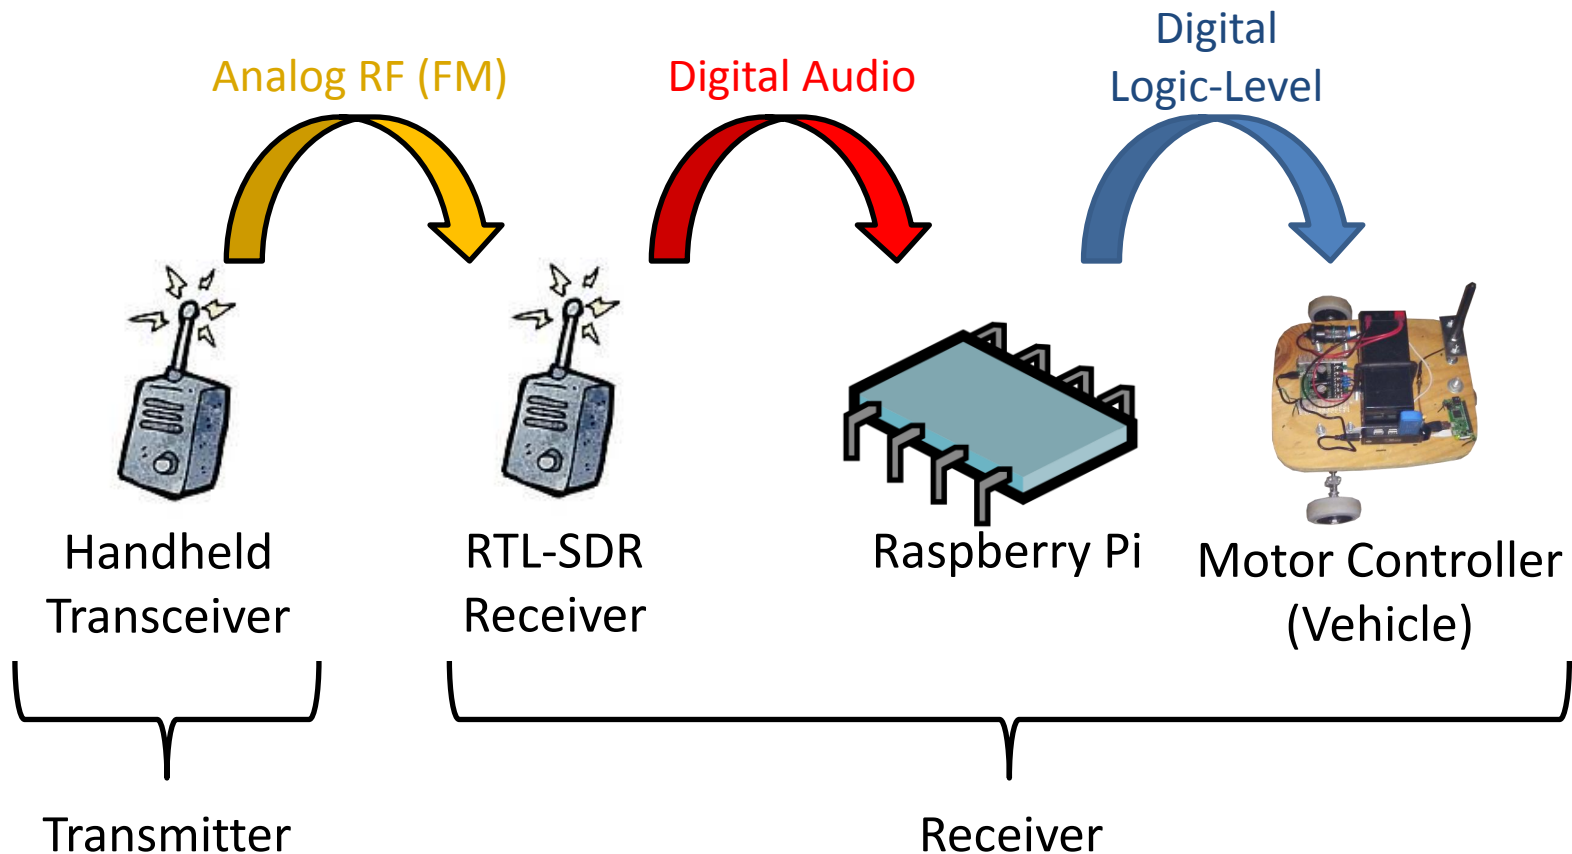 Analog RF (FM)
Digital Audio
Digital
Logic-Level
Handheld
Transceiver
RTL-SDR
Receiver
Raspberry Pi
Motor Controller
(Vehicle)
Transmitter
Receiver